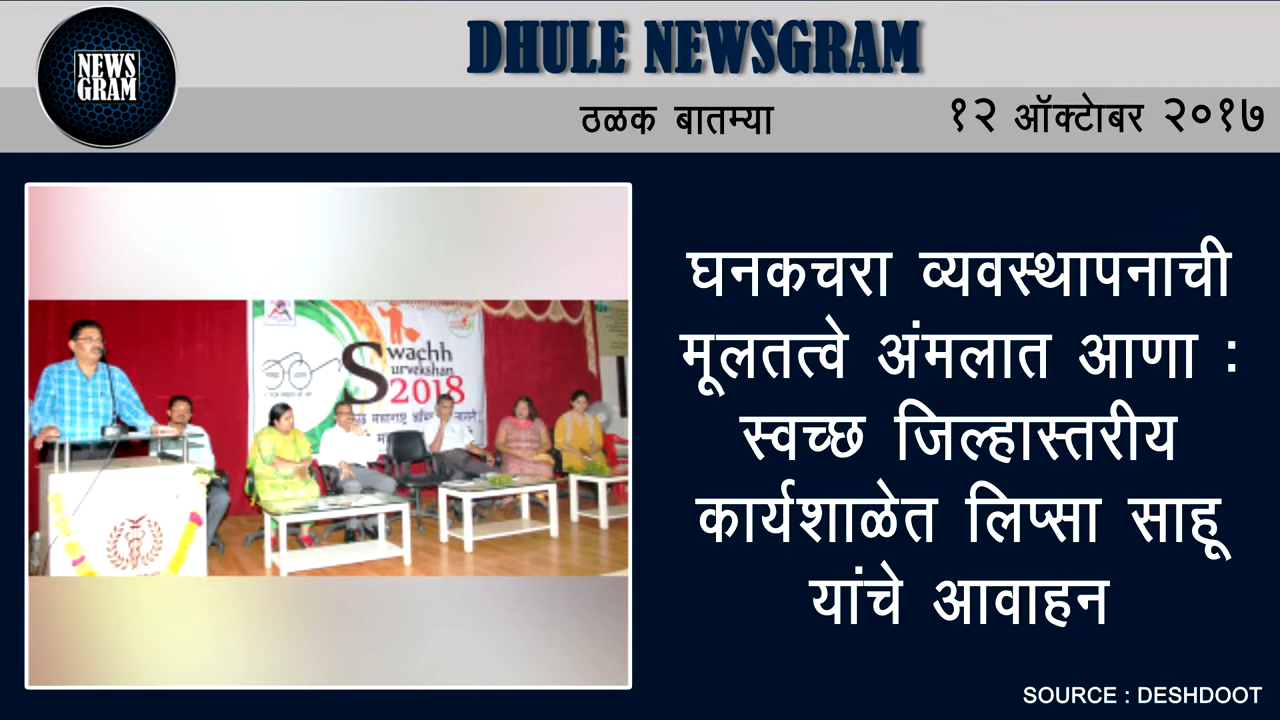 NEWS
GRAM
DHULE NEWSGRAM
ठळक बातम्या
१२ ऑक्टोबर २०१७
घनकचरा व्यवस्थापनाची
मूलतत्वे अंमलात आणा :
स्वच्छ जिल्हास्तरीय
कार्यशाळेत लिप्सा साहू
यांचे आवाहन
Swachh
Survekshan
2018
SOURCE : DESHDOOT